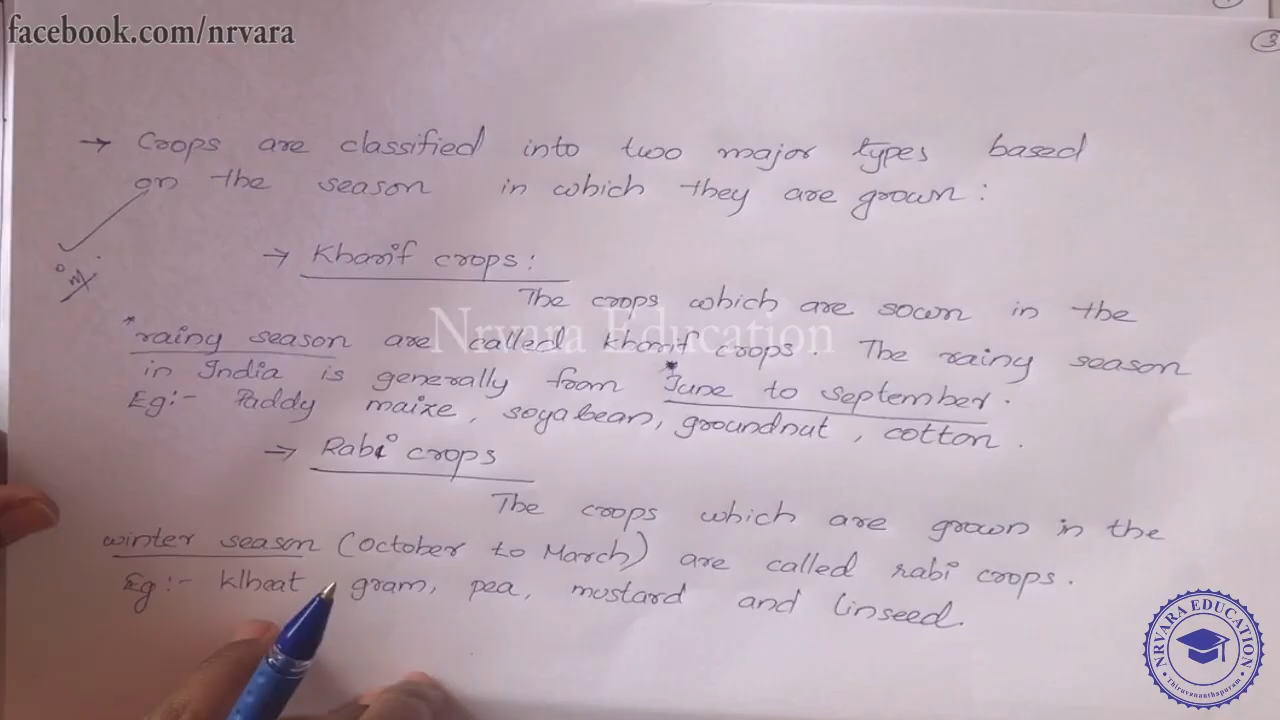 facebook.com/nrvara
3
→ Crops are classified into two major types based
on the season in which they are grown :
imp
→ Kharif crops :
The crops which are sown in the
*rainy season are called kharif crops. The rainy season
in India is generally from *June to september.
Eg:- Paddy maize, soyabean, groundnut, cotton.
→ Rabi crops
The crops which are grown in the
winter season (October to March) are called rabi crops.
Eg:- Wheat gram, pea, mustard and linseed.
Nrvara Education
NRVARA EDUCATION
Thiruvananthapuram